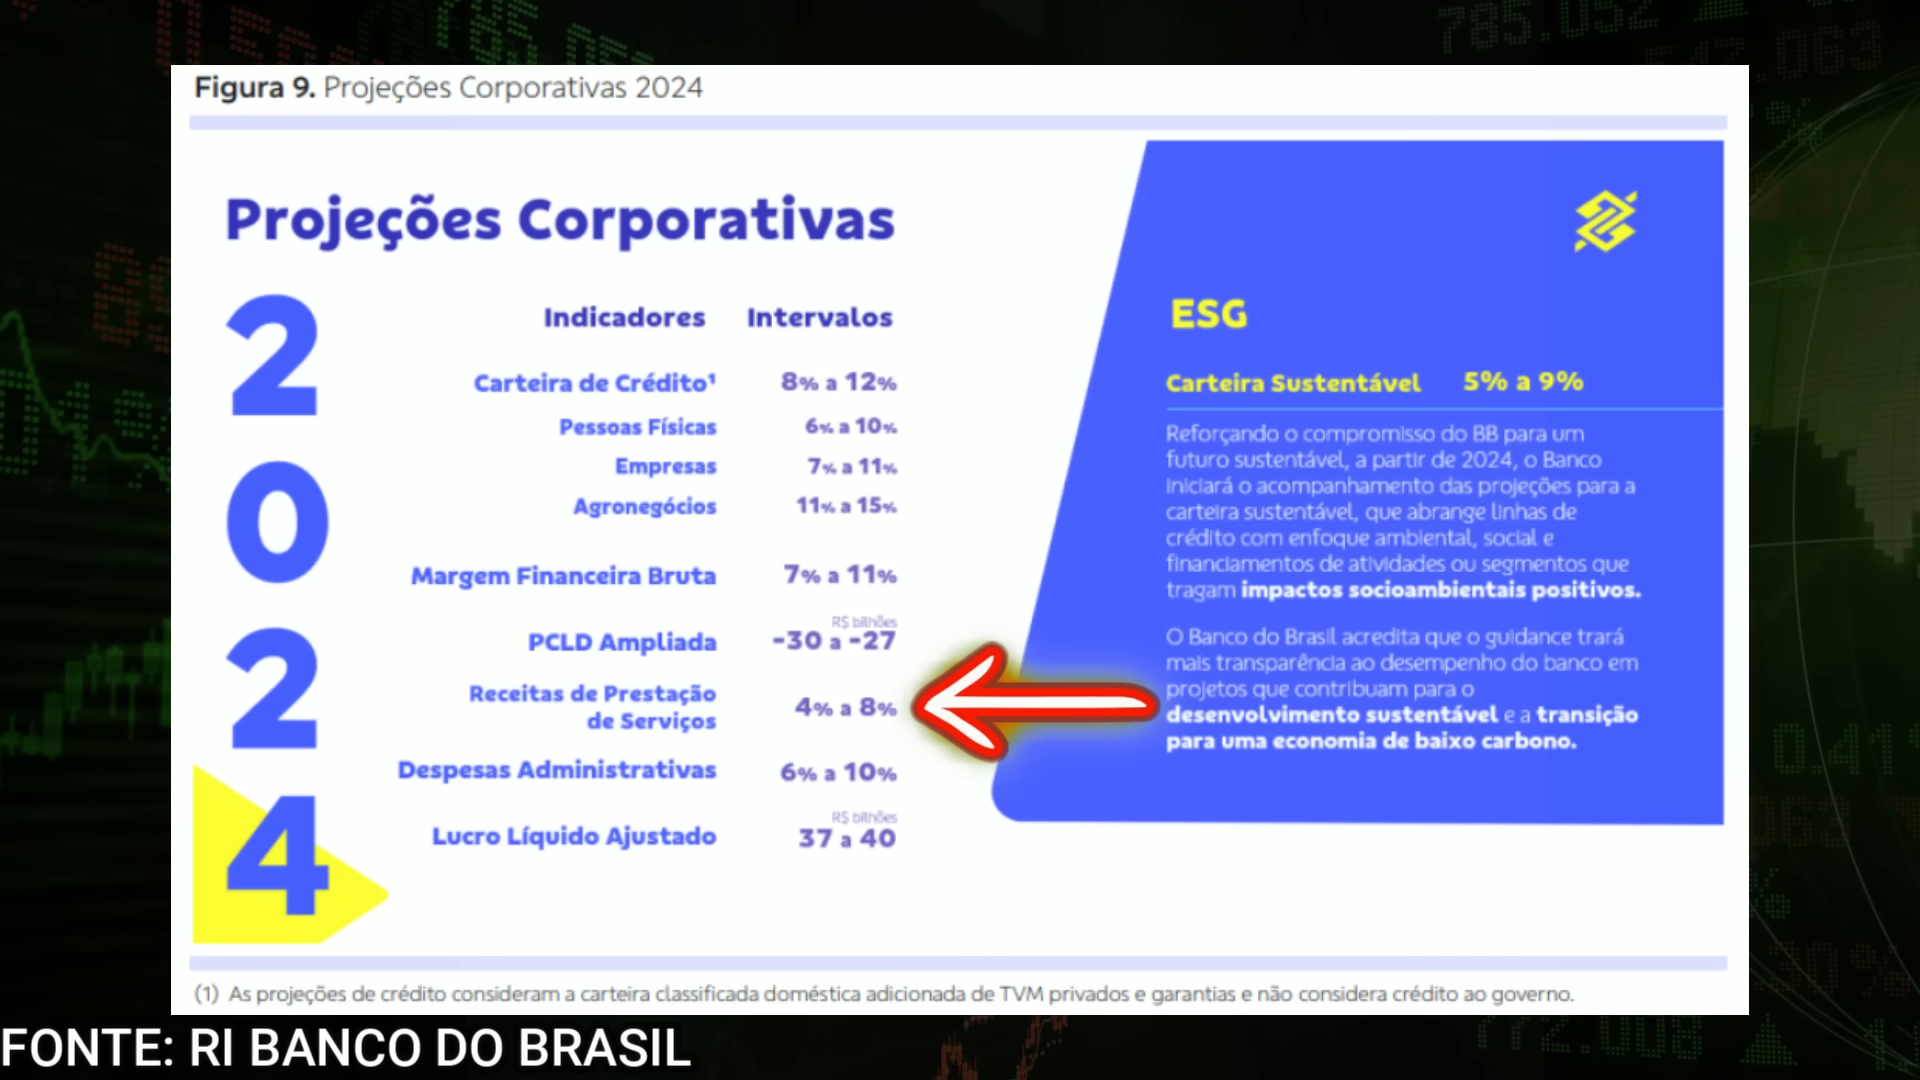 785.052
Figura 9. Projeções Corporativas 2024
Projeções Corporativas
2
0
2
4
Indicadores Intervalos
Carteira de Crédito¹ 8% a 12%
Pessoas Físicas 6% a 10%
Empresas 7% a 11%
Agronegócios 11% a 15%
Margem Financeira Bruta 7% a 11%
R$ bilhões
PCLD Ampliada -30 a -27
Receitas de Prestação
de Serviços 4% a 8%
Despesas Administrativas 6% a 10%
R$ bilhões
Lucro Líquido Ajustado 37 a 40
ESG
Carteira Sustentável 5% a 9%
Reforçando o compromisso do BB para um
futuro sustentável, a partir de 2024, o Banco
iniciará o acompanhamento das projeções para a
carteira sustentável, que abrange linhas de
crédito com enfoque ambiental, social e
financiamentos de atividades ou segmentos que
tragam impactos socioambientais positivos.
O Banco do Brasil acredita que o guidance trará
mais transparência ao desempenho do banco em
projetos que contribuam para o
desenvolvimento sustentável e a transição
para uma economia de baixo carbono.
(1) As projeções de crédito consideram a carteira classificada doméstica adicionada de TVM privados e garantias e não considera crédito ao governo.
FONTE: RI BANCO DO BRASIL